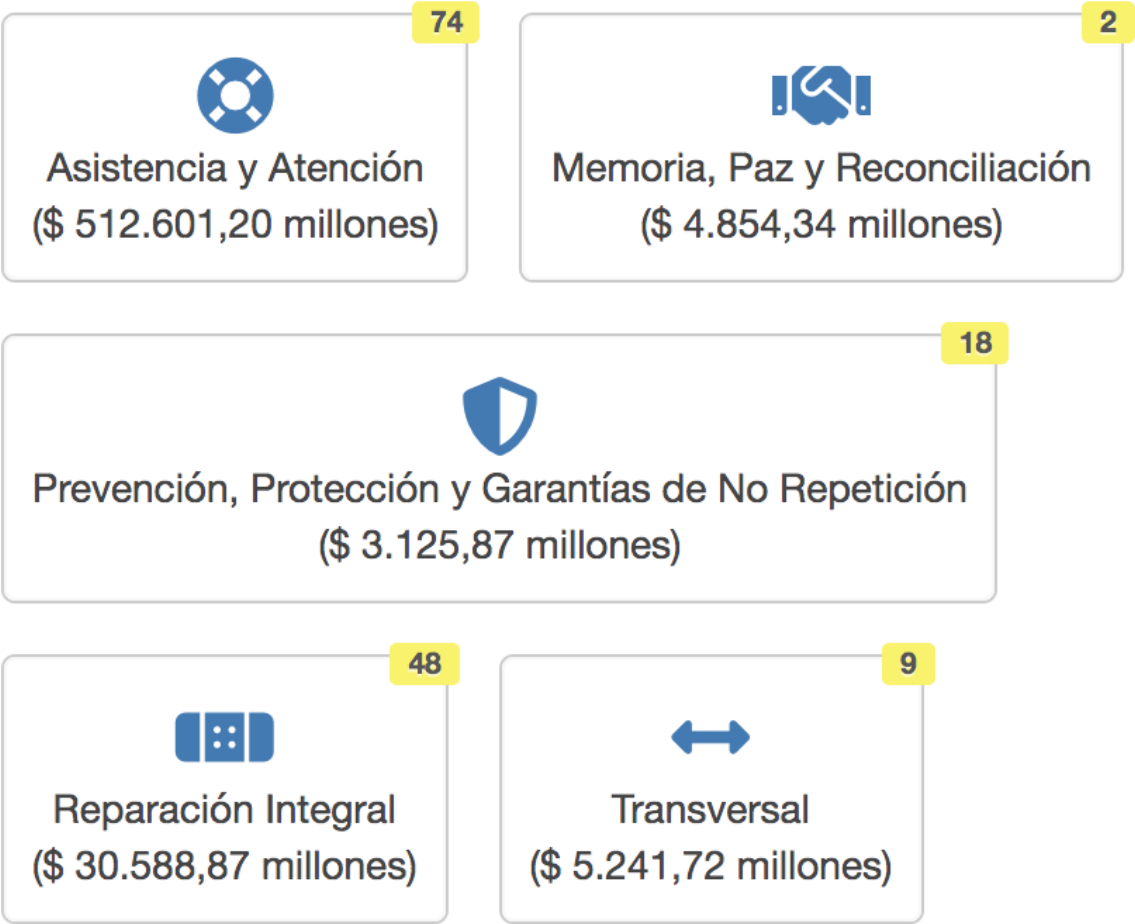 74
Asistencia y Atención
($ 512.601,20 millones)
2
Memoria, Paz y Reconciliación
($ 4.854,34 millones)
18
Prevención, Protección y Garantías de No Repetición
($ 3.125,87 millones)
48
Reparación Integral
($ 30.588,87 millones)
9
Transversal
($ 5.241,72 millones)